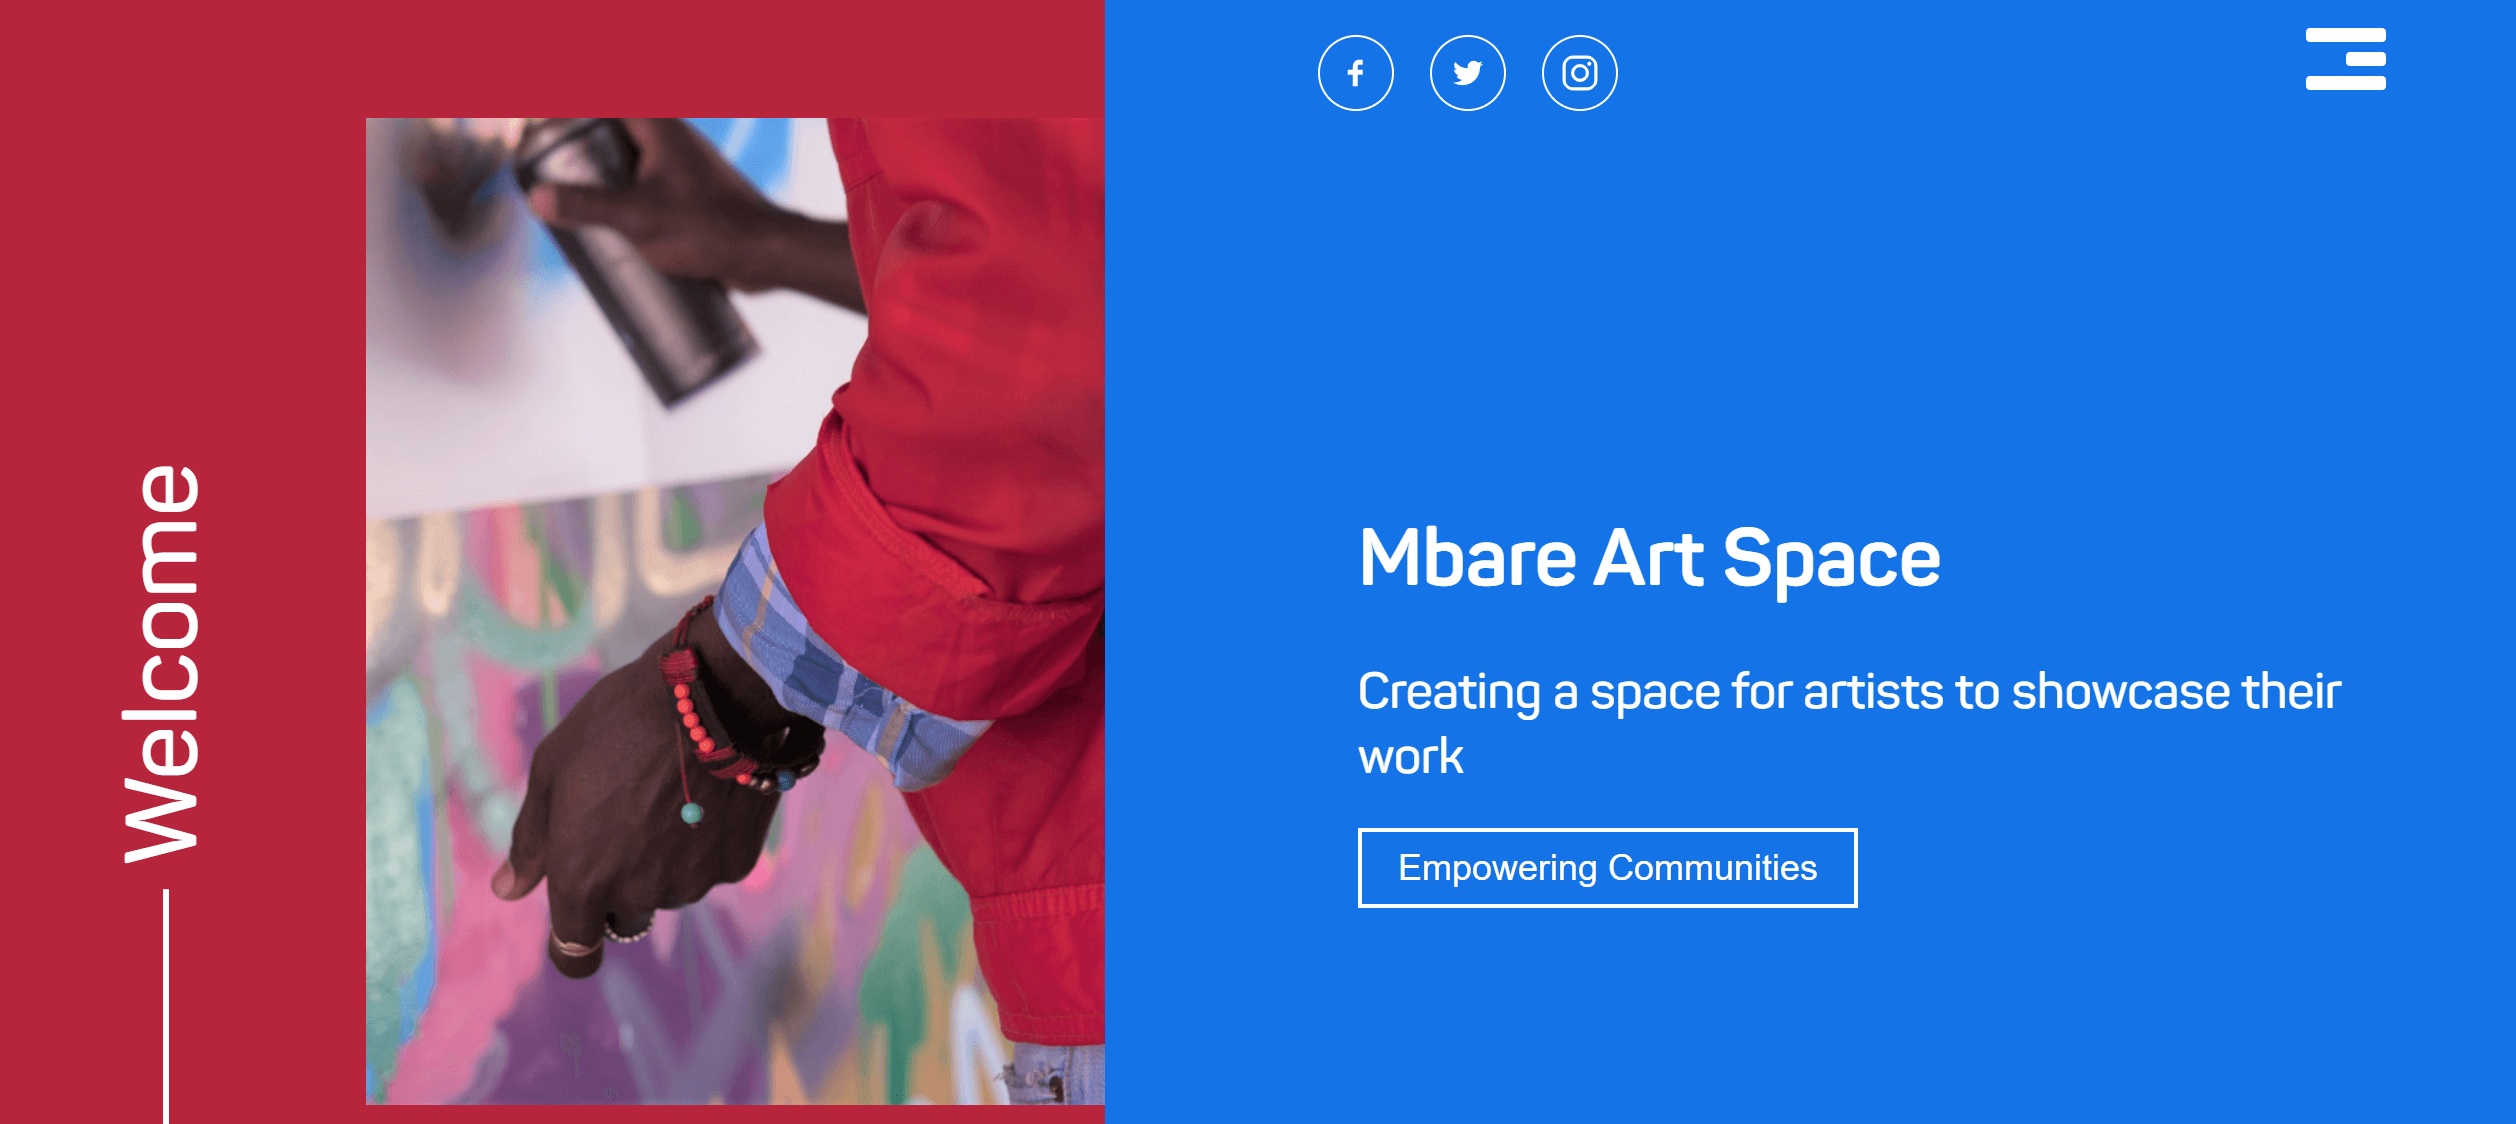 Welcome
Mbare Art Space
Creating a space for artists to showcase their
work
Empowering Communities